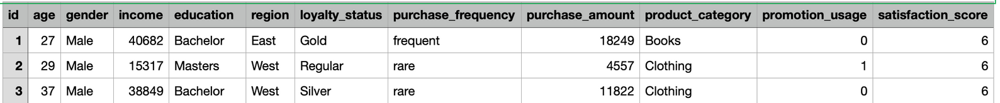 id age gender income education region loyalty_status purchase_frequency purchase_amount product_category promotion_usage satisfaction_score
1 27 Male 40682 Bachelor East Gold frequent 18249 Books 0 6
2 29 Male 15317 Masters West Regular rare 4557 Clothing 1 6
3 37 Male 38849 Bachelor West Silver rare 11822 Clothing 0 6